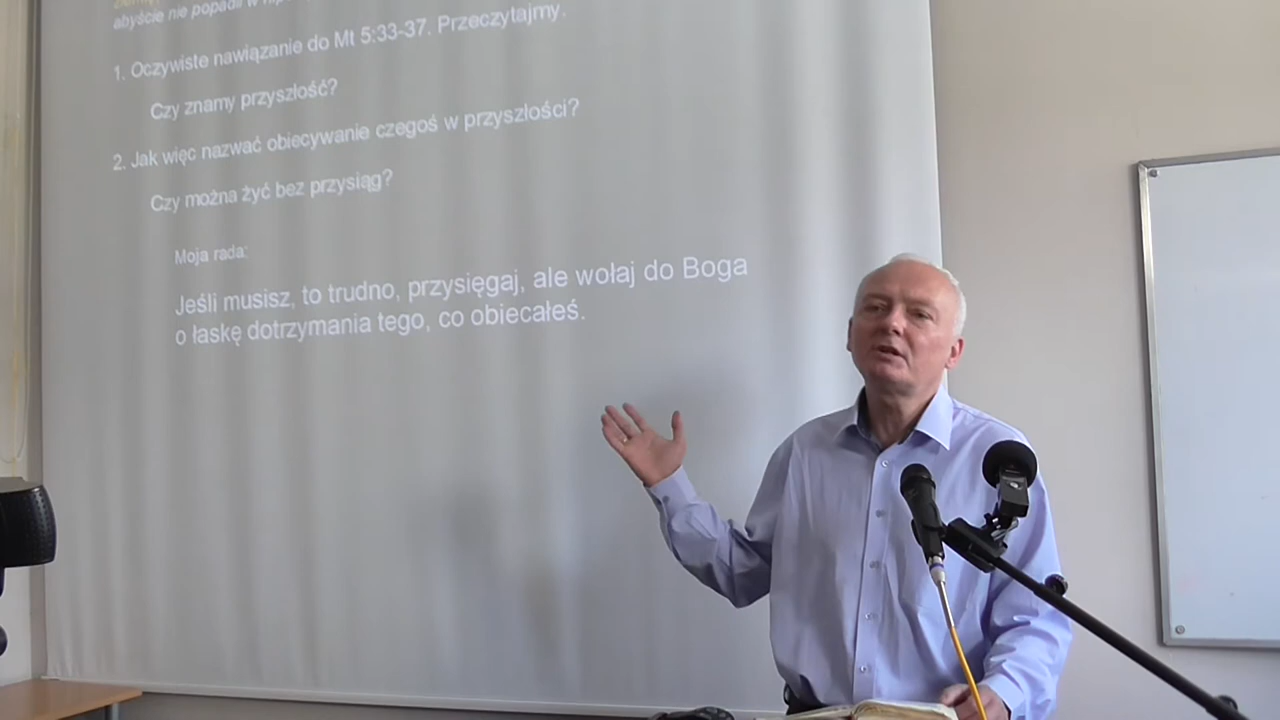 abyście nie popadli w
1. Oczywiste nawiązanie do Mt 5:33-37. Przeczytajmy.
Czy znamy przyszłość?
2. Jak więc nazwać obiecywanie czegoś w przyszłości?
Czy można żyć bez przysiąg?
Moja rada:
Jeśli musisz, to trudno, przysięgaj, ale wołaj do Boga
o łaskę dotrzymania tego, co obiecałeś.